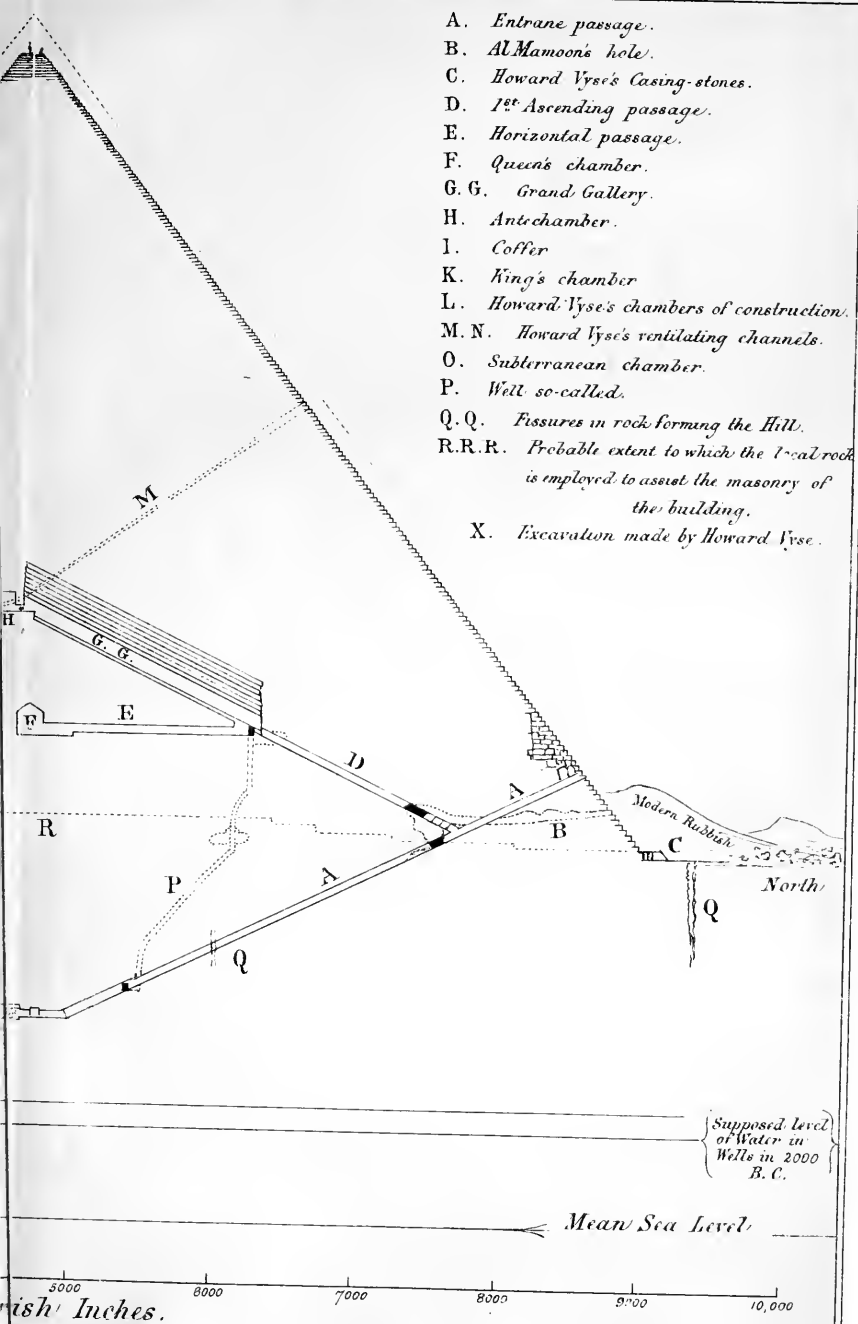 A. Entrane passage.
B. Al Mamoon's hole.
C. Howard Vyse's Casing-stones.
D. 1st Ascending passage.
E. Horizontal passage.
F. Queen's chamber.
G. G. Grand Gallery.
H. Antechamber.
I. Coffer
K. King's chamber
L. Howard Vyse's chambers of construction.
M. N. Howard Vyse's ventilating channels.
O. Subterranean chamber.
P. Well so-called.
Q. Q. Fissures in rock forming the Hill.
R. R. R. Probable extent to which the local rock
is employed to assist the masonry of
the building.
X. Excavation made by Howard Vyse.
M
H
G. G.
F
E
D
A
B
Modern Rubbish
C
North
R
P
A
Q
Q
Supposed level
of Water in
Wells in 2000
B. C.
Mean Sea Level
5000 6000 7000 8000 9000 10,000
ish Inches.